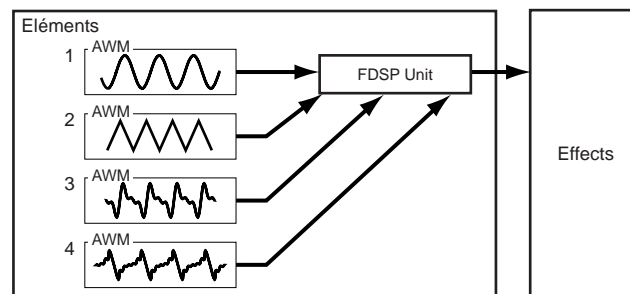 Eléments
1 AWM
FDSP Unit
2 AWM
Effects
3 AWM
4 AWM